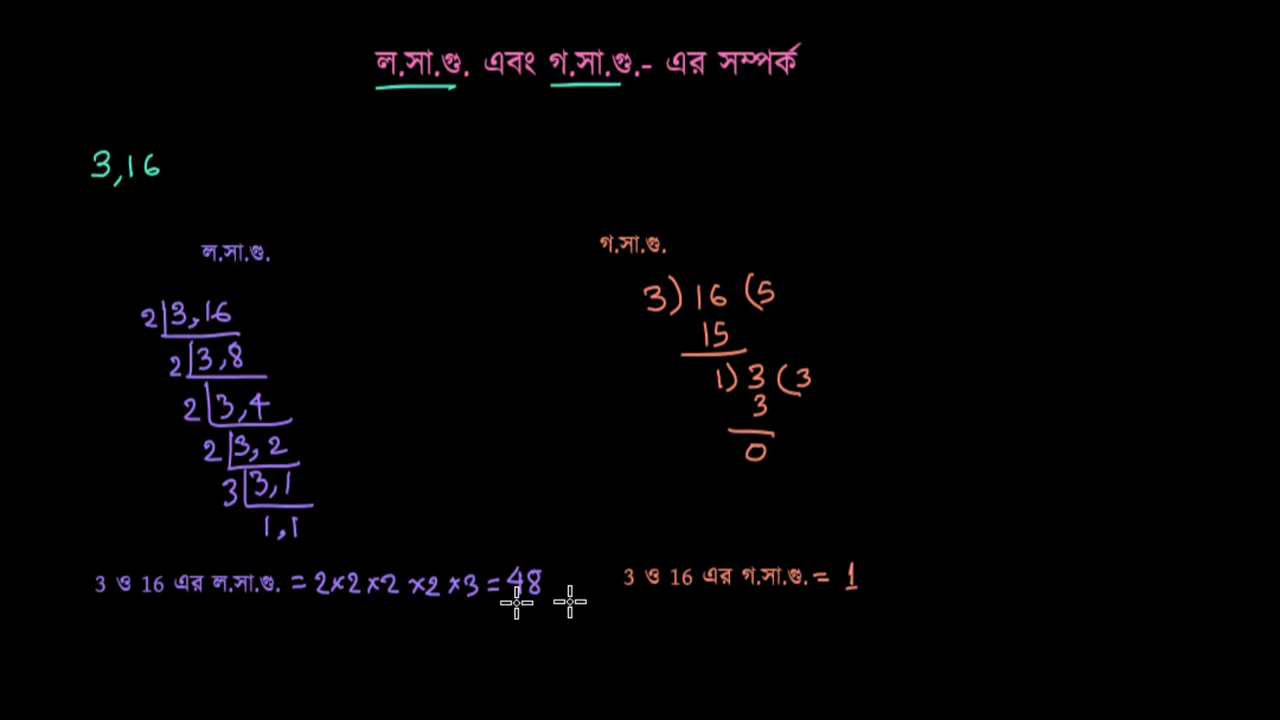 ল.সা.গু. এবং গ.সা.গু.- এর সম্পর্ক
3,16
ল.সা.গু.
2|3,16
2|3,8
2|3,4
2|3,2
3|3,1
1,1
3 ও 16 এর ল.সা.গু. = 2×2×2×2×3 = 48
গ.সা.গু.
3) 16 (5
15
1) 3 (3
3
0
3 ও 16 এর গ.সা.গু. = 1